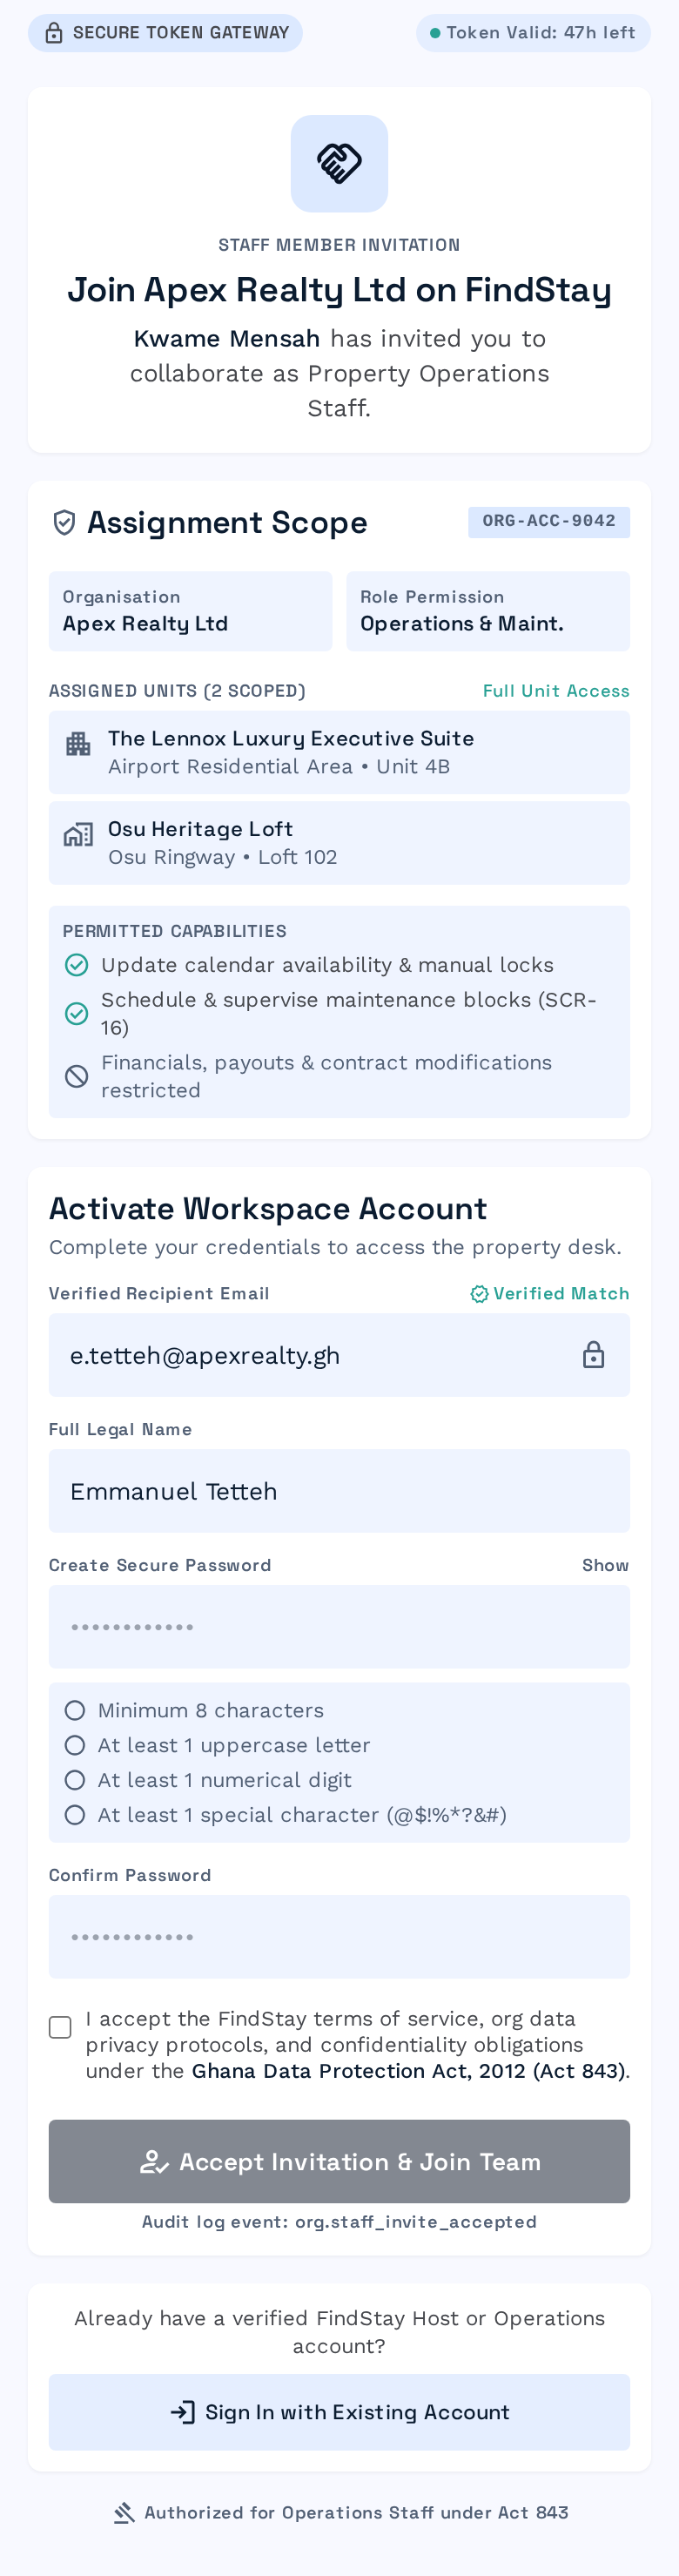 SECURE TOKEN GATEWAY
Token Valid: 47h left
STAFF MEMBER INVITATION
Join Apex Realty Ltd on FindStay
Kwame Mensah has invited you to
collaborate as Property Operations
Staff.
Assignment Scope
ORG-ACC-9042
Organisation
Apex Realty Ltd
Role Permission
Operations & Maint.
ASSIGNED UNITS (2 SCOPED)
Full Unit Access
The Lennox Luxury Executive Suite
Airport Residential Area • Unit 4B
Osu Heritage Loft
Osu Ringway • Loft 102
PERMITTED CAPABILITIES
Update calendar availability & manual locks
Schedule & supervise maintenance blocks (SCR-
16)
Financials, payouts & contract modifications
restricted
Activate Workspace Account
Complete your credentials to access the property desk.
Verified Recipient Email
Verified Match
e.tetteh@apexrealty.gh
Full Legal Name
Emmanuel Tetteh
Create Secure Password
Show
••••••••••••
Minimum 8 characters
At least 1 uppercase letter
At least 1 numerical digit
At least 1 special character (@$!%*?&#)
Confirm Password
••••••••••••
I accept the FindStay terms of service, org data
privacy protocols, and confidentiality obligations
under the Ghana Data Protection Act, 2012 (Act 843).
Accept Invitation & Join Team
Audit log event: org.staff_invite_accepted
Already have a verified FindStay Host or Operations
account?
Sign In with Existing Account
Authorized for Operations Staff under Act 843